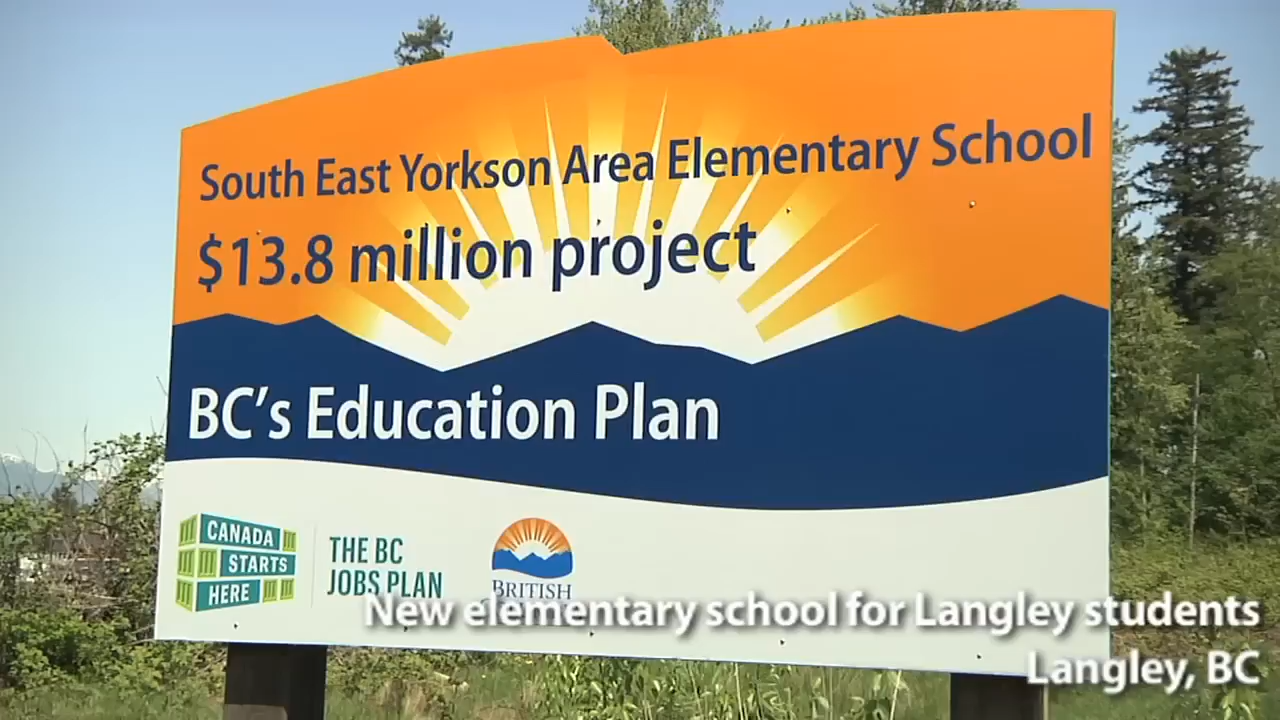 South East Yorkson Area Elementary School
$13.8 million project
BC's Education Plan
CANADA
STARTS
HERE
THE BC
JOBS PLAN
BRITISH
New elementary school for Langley students
Langley, BC